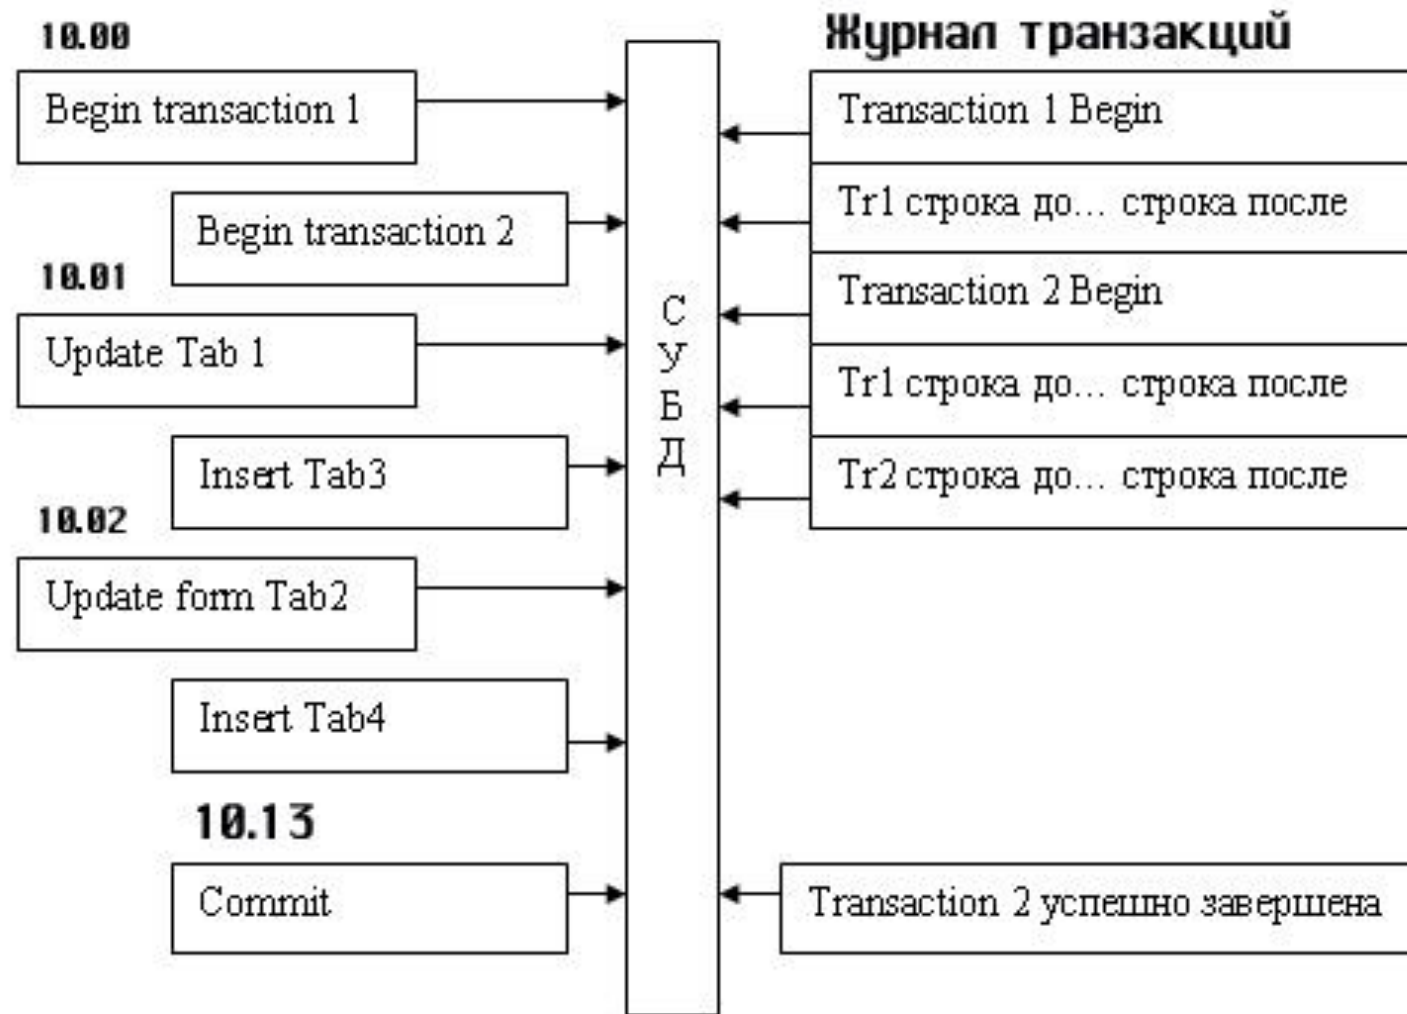 10.00
Begin transaction 1
Begin transaction 2
10.01
Update Tab 1
Insert Tab3
10.02
Update form Tab2
Insert Tab4
10.13
Commit
С
У
Б
Д
Журнал транзакций
Transaction 1 Begin
Tr1 строка до... строка после
Transaction 2 Begin
Tr1 строка до... строка после
Tr2 строка до... строка после
Transaction 2 успешно завершена